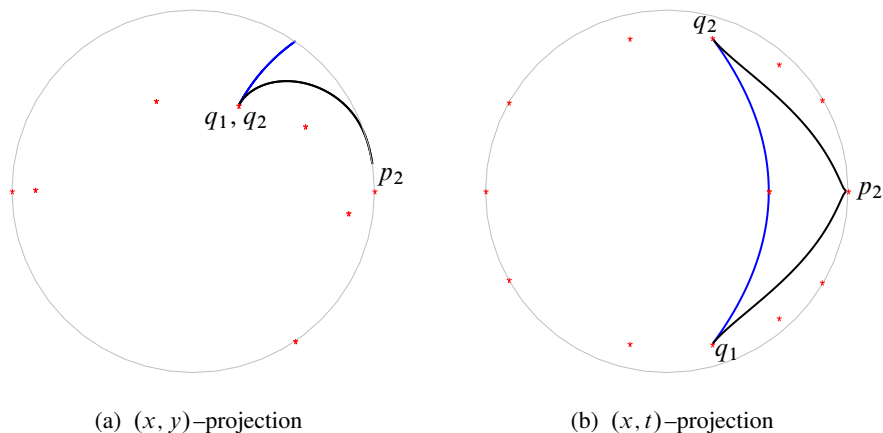 q₂
q₁, q₂
p₂
p₂
q₁
(a) (x, y)–projection
(b) (x, t)–projection